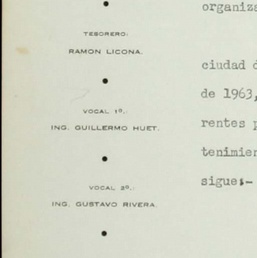 organiza
TESORERO:
RAMON LICONA.
ciudad d
de 1963,
VOCAL 1º.:
ING. GUILLERMO HUET.
rentes p
tenimien
VOCAL 2º.:
sigue:-
ING. GUSTAVO RIVERA.